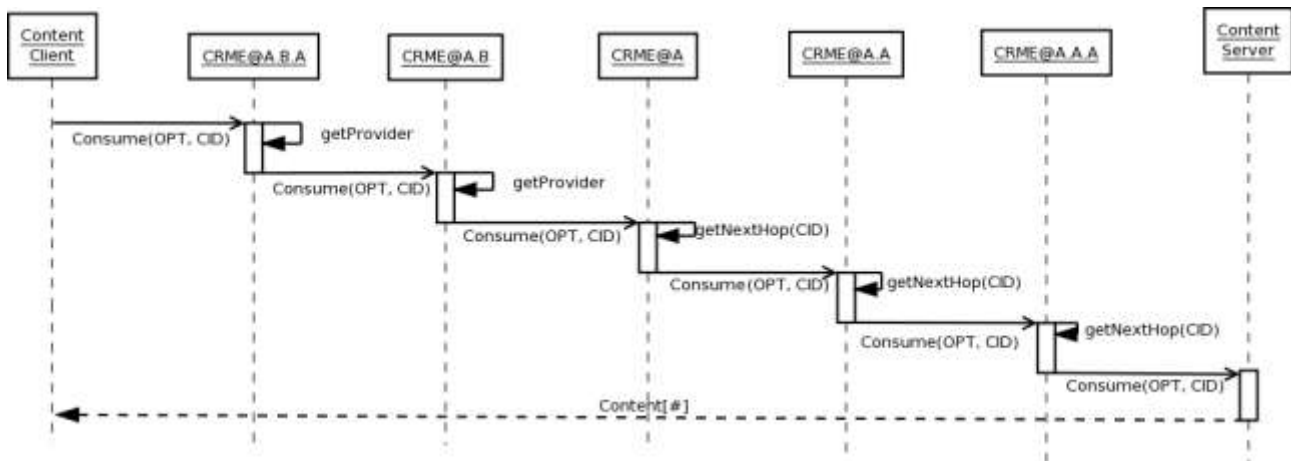 Content
Client
CRME@A.B.A
CRME@A.B
CRME@A
CRME@A.A
CRME@A.A.A
Content
Server
Consume(OPT, CID)
getProvider
Consume(OPT, CID)
getProvider
Consume(OPT, CID)
getNextHop(CID)
Consume(OPT, CID)
getNextHop(CID)
Consume(OPT, CID)
getNextHop(CID)
Consume(OPT, CID)
Content[#]